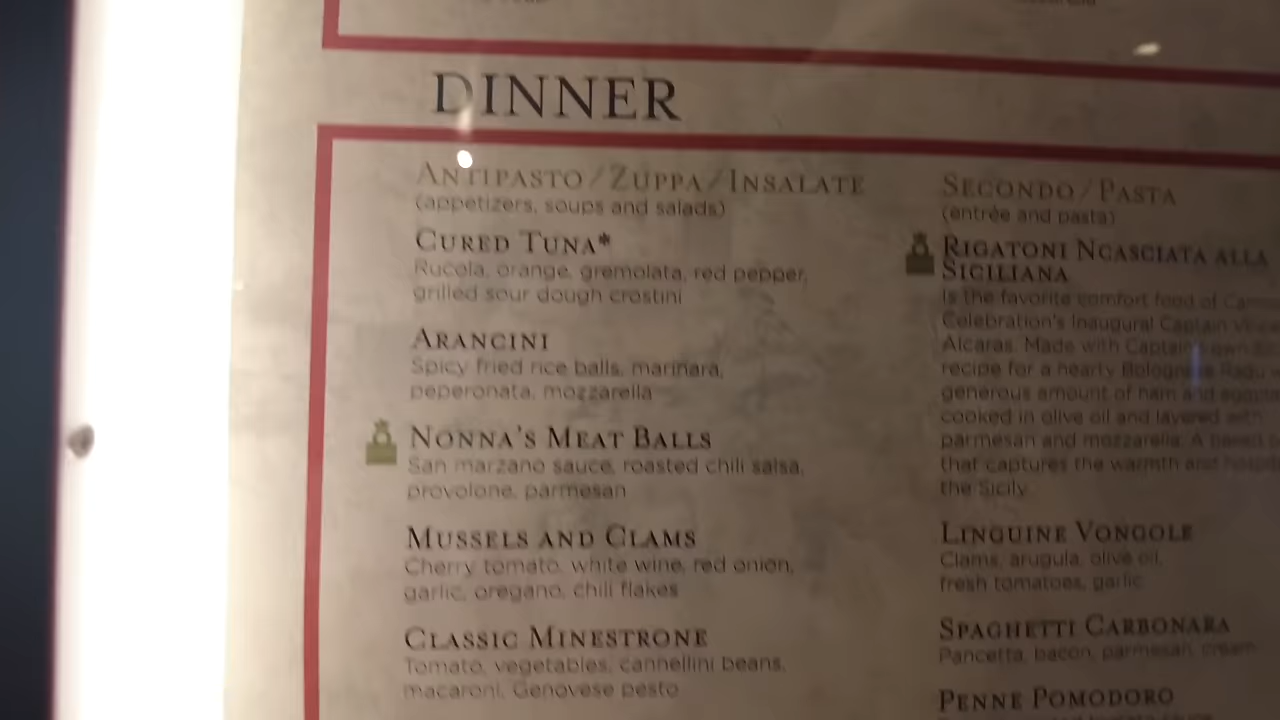 DINNER
ANTIPASTO/ZUPPA/INSALATE
(appetizers, soups and salads)
CURED TUNA*
Rucola, orange, gremolata, red pepper,
grilled sour dough crostini
ARANCINI
Spicy fried rice balls, marinara,
peperonata, mozzarella
NONNA'S MEAT BALLS
San marzano sauce, roasted chili salsa,
provolone, parmesan
MUSSELS AND CLAMS
Cherry tomato, white wine, red onion,
garlic, oregano, chili flakes
CLASSIC MINESTRONE
Tomato, vegetables, cannellini beans,
macaroni, Genovese pesto
SECONDO/PASTA
(entrée and pasta)
RIGATONI NCASCIATA ALLA
SICILIANA
Is the favorite comfort food of
Celebration's Inaugural Captain
Alcaras. Made with Captain's own
recipe for a hearty Bolognese Ragu
generous amount of ham and
cooked in olive oil and layered with
parmesan and mozzarella. A
that captures the warmth and
the Sicily.
LINGUINE VONGOLE
Clams, arugula, olive oil,
fresh tomatoes, garlic
SPAGHETTI CARBONARA
Pancetta, bacon, parmesan, cream
PENNE POMODORO